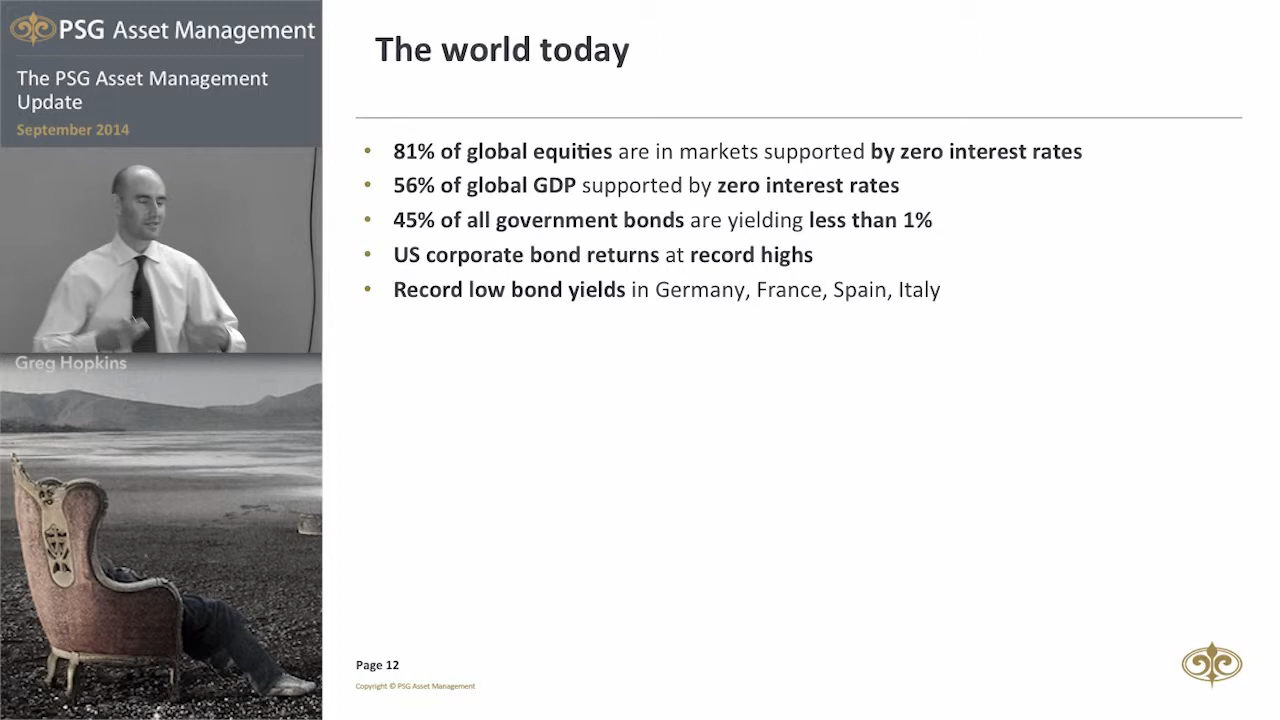 PSG Asset Management
The PSG Asset Management
Update
September 2014
Greg Hopkins
The world today
• 81% of global equities are in markets supported by zero interest rates
• 56% of global GDP supported by zero interest rates
• 45% of all government bonds are yielding less than 1%
• US corporate bond returns at record highs
• Record low bond yields in Germany, France, Spain, Italy
Page 12
Copyright © PSG Asset Management